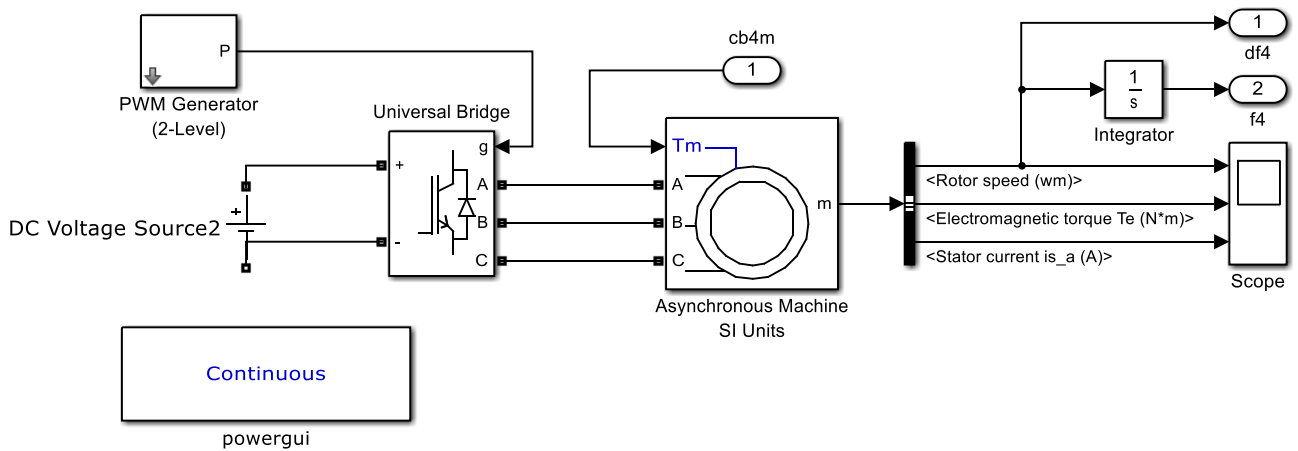 P
PWM Generator
(2-Level)
cb4m
1
1
df4
1
s
Integrator
2
f4
Universal Bridge
g
+
A
B
-
C
+
DC Voltage Source2
Tm
A
B
C
m
Asynchronous Machine
SI Units
<Rotor speed (wm)>
<Electromagnetic torque Te (N*m)>
<Stator current is_a (A)>
Scope
Continuous
powergui